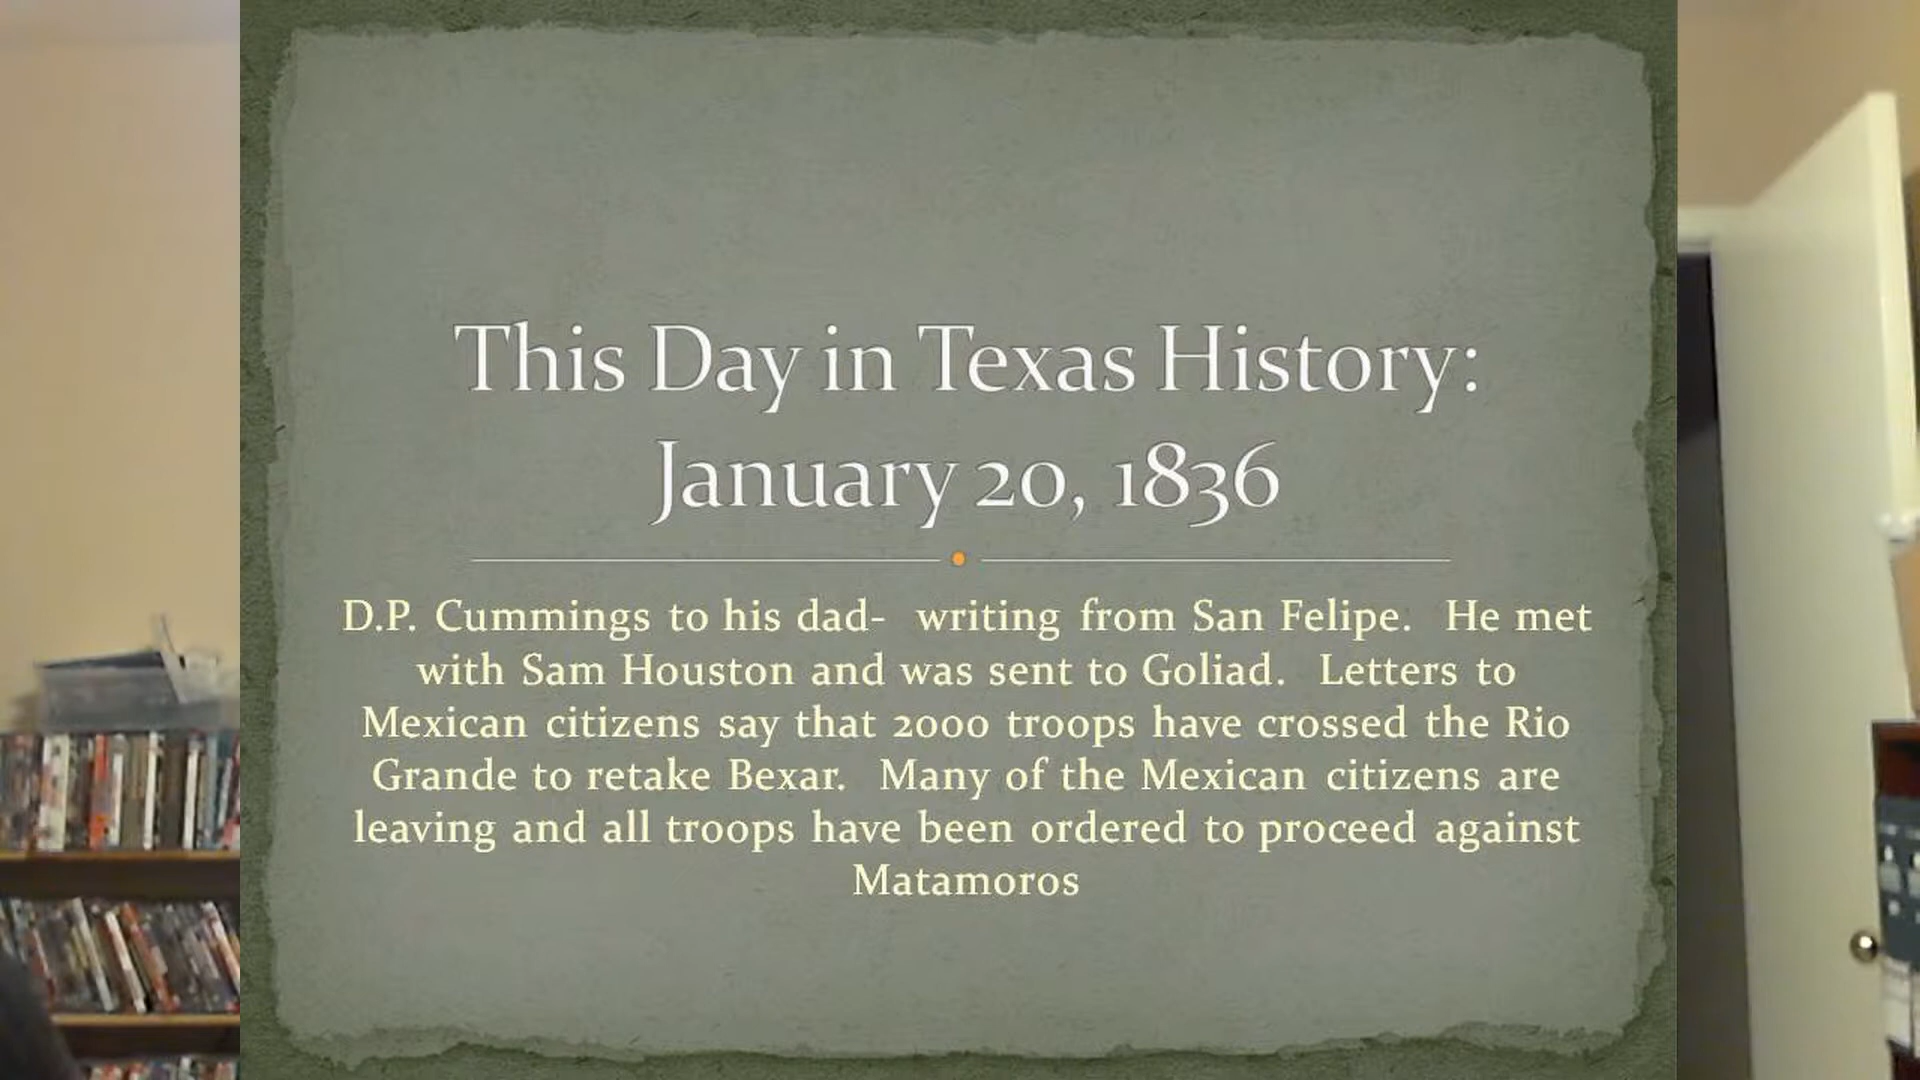 This Day in Texas History:
January 20, 1836
D.P. Cummings to his dad- writing from San Felipe. He met
with Sam Houston and was sent to Goliad. Letters to
Mexican citizens say that 2000 troops have crossed the Rio
Grande to retake Bexar. Many of the Mexican citizens are
leaving and all troops have been ordered to proceed against
Matamoros